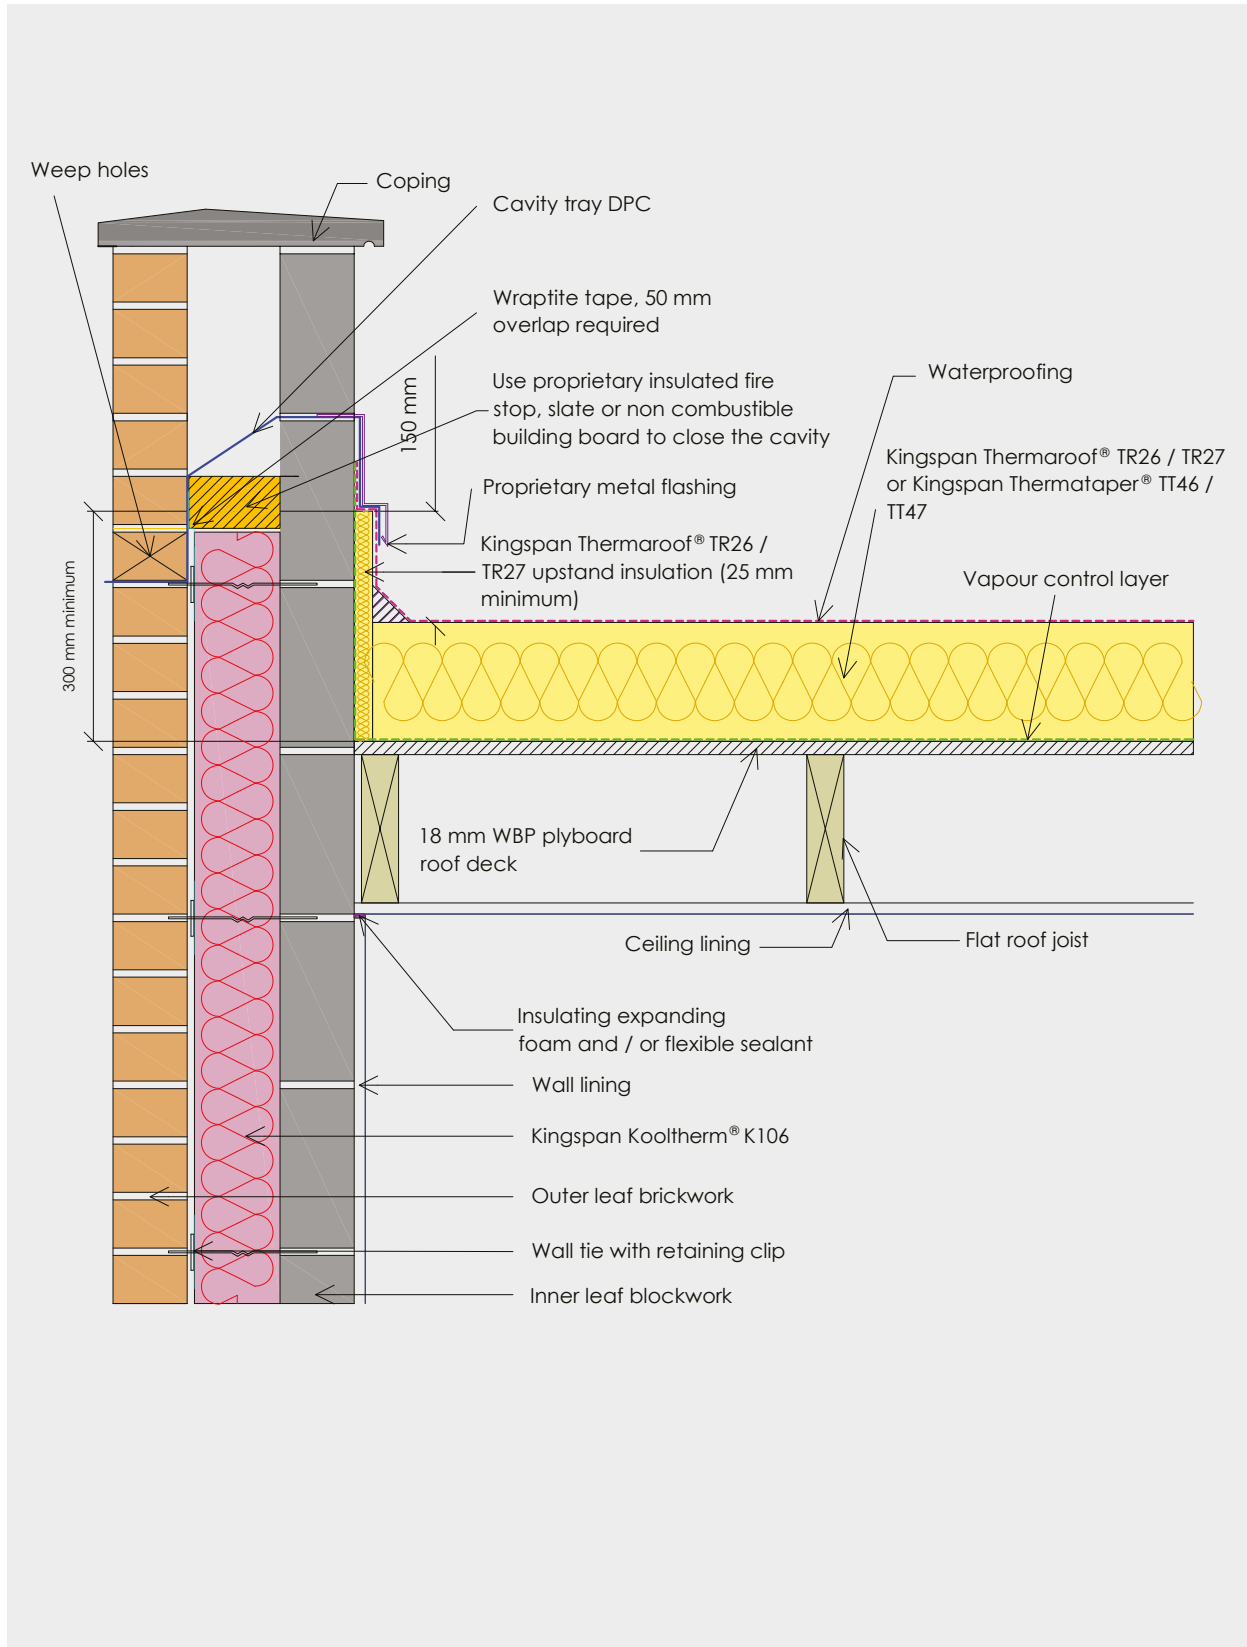 Weep holes
Coping
Cavity tray DPC
Wraptite tape, 50 mm
overlap required
Use proprietary insulated fire
stop, slate or non combustible
building board to close the cavity
150 mm
Waterproofing
Kingspan Thermaroof® TR26 / TR27
or Kingspan Thermataper® TT46 /
TT47
Proprietary metal flashing
Kingspan Thermaroof® TR26 /
TR27 upstand insulation (25 mm
minimum)
Vapour control layer
300 mm minimum
18 mm WBP plyboard
roof deck
Ceiling lining
Flat roof joist
Insulating expanding
foam and / or flexible sealant
Wall lining
Kingspan Kooltherm® K106
Outer leaf brickwork
Wall tie with retaining clip
Inner leaf blockwork